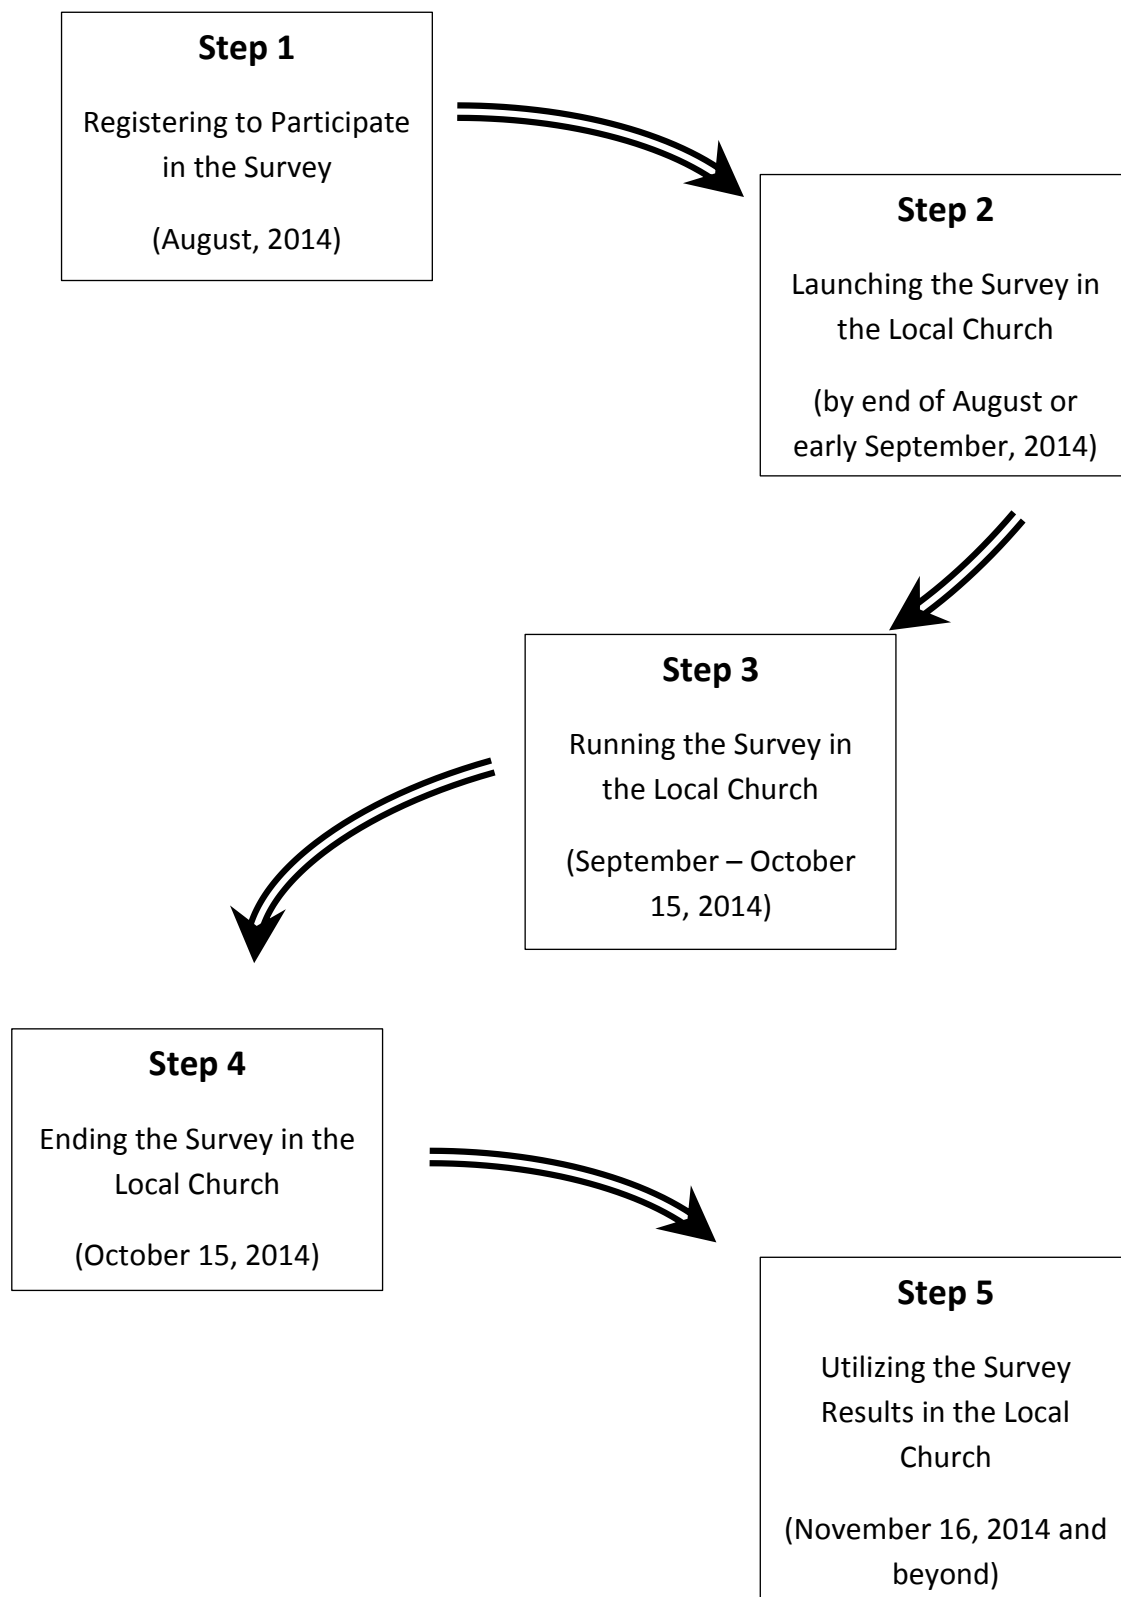 Step 1
Registering to Participate
in the Survey
(August, 2014)
Step 2
Launching the Survey in
the Local Church
(by end of August or
early September, 2014)
Step 3
Running the Survey in
the Local Church
(September – October
15, 2014)
Step 4
Ending the Survey in the
Local Church
(October 15, 2014)
Step 5
Utilizing the Survey
Results in the Local
Church
(November 16, 2014 and
beyond)